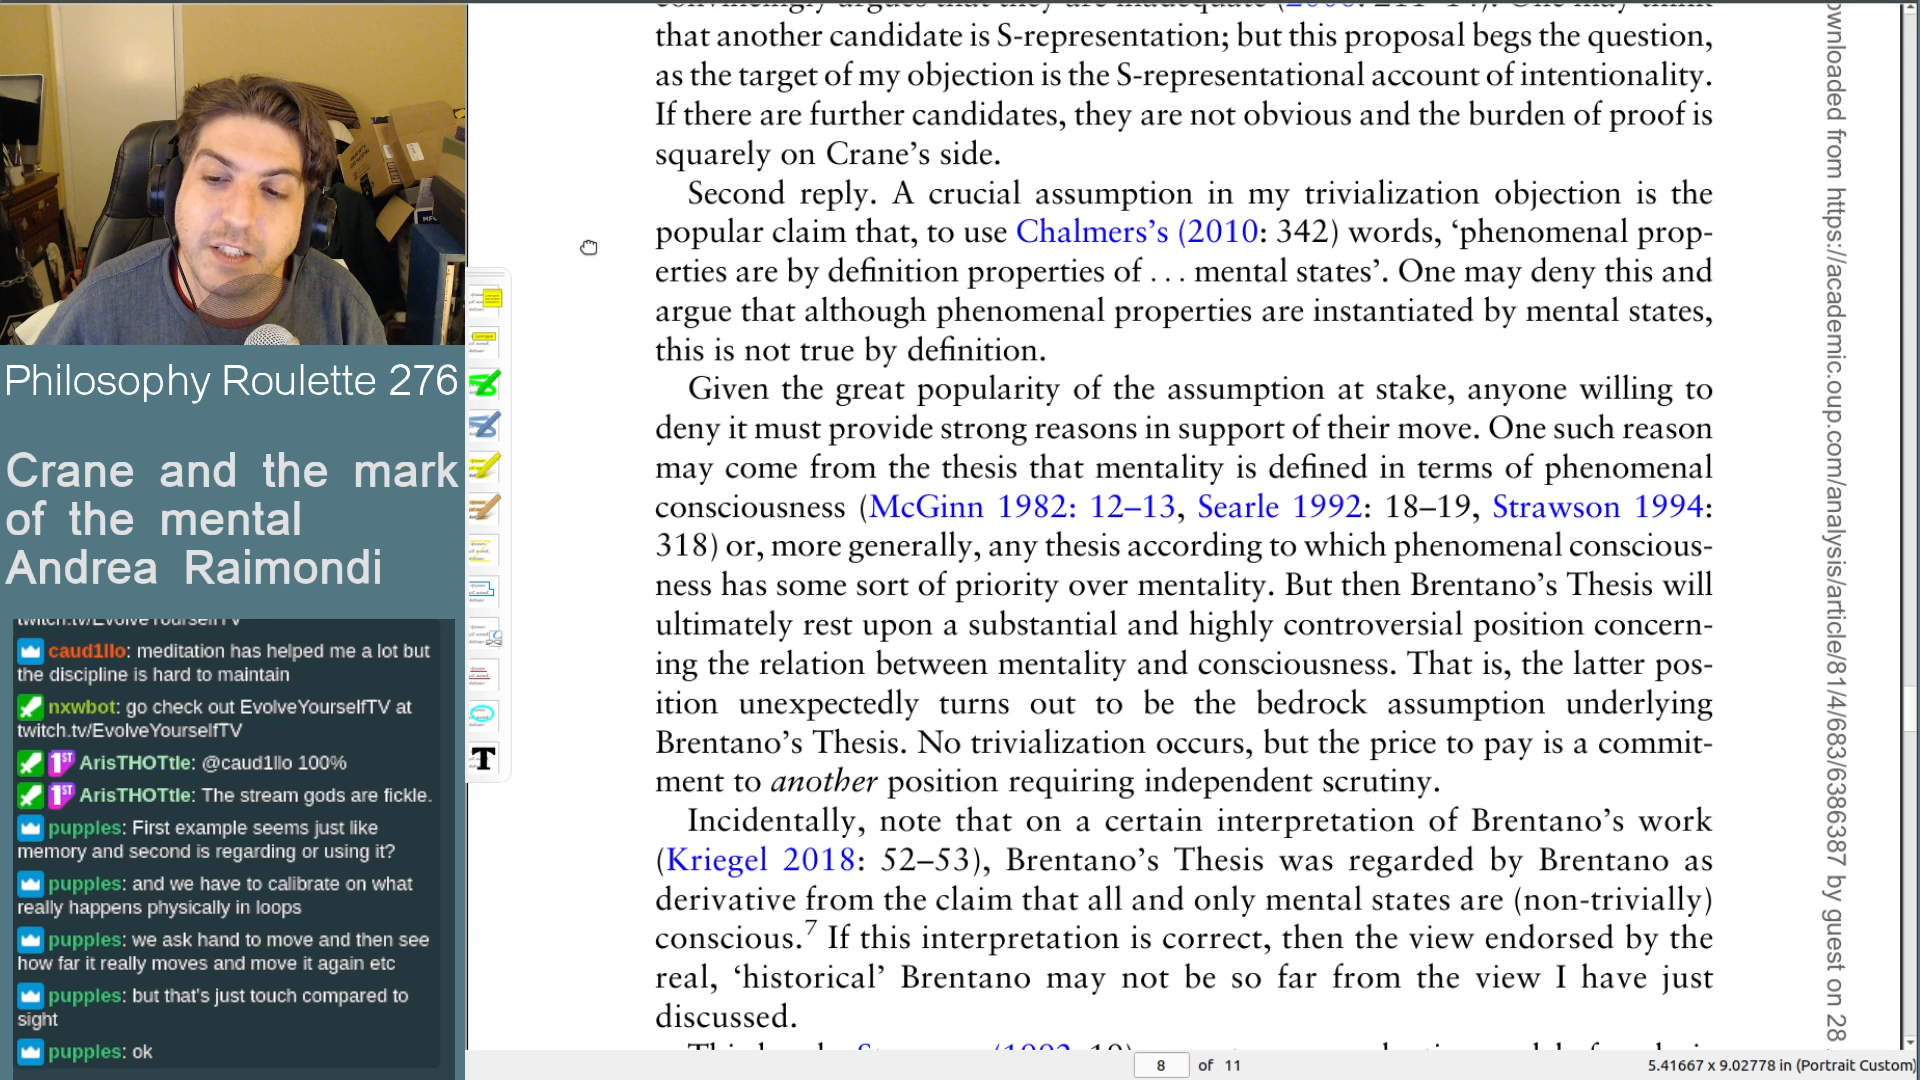 Philosophy Roulette 276
Crane and the mark
of the mental
Andrea Raimondi
twitch.tv/EvolveYourselfTV
caud1llo: meditation has helped me a lot but
the discipline is hard to maintain
nxwbot: go check out EvolveYourselfTV at
twitch.tv/EvolveYourselfTV
1ST ArisTHOTtle: @caud1llo 100%
1ST ArisTHOTtle: The stream gods are fickle.
pupples: First example seems just like
memory and second is regarding or using it?
pupples: and we have to calibrate on what
really happens physically in loops
pupples: we ask hand to move and then see
how far it really moves and move it again etc
pupples: but that's just touch compared to
sight
pupples: ok
convincingly argues that they are inadequate
that another candidate is S-representation; but this proposal begs the question,
as the target of my objection is the S-representational account of intentionality.
If there are further candidates, they are not obvious and the burden of proof is
squarely on Crane’s side.
Second reply. A crucial assumption in my trivialization objection is the
popular claim that, to use Chalmers’s (2010: 342) words, ‘phenomenal prop-
erties are by definition properties of . . . mental states’. One may deny this and
argue that although phenomenal properties are instantiated by mental states,
this is not true by definition.
Given the great popularity of the assumption at stake, anyone willing to
deny it must provide strong reasons in support of their move. One such reason
may come from the thesis that mentality is defined in terms of phenomenal
consciousness (McGinn 1982: 12–13, Searle 1992: 18–19, Strawson 1994:
318) or, more generally, any thesis according to which phenomenal conscious-
ness has some sort of priority over mentality. But then Brentano’s Thesis will
ultimately rest upon a substantial and highly controversial position concern-
ing the relation between mentality and consciousness. That is, the latter pos-
ition unexpectedly turns out to be the bedrock assumption underlying
Brentano’s Thesis. No trivialization occurs, but the price to pay is a commit-
ment to another position requiring independent scrutiny.
Incidentally, note that on a certain interpretation of Brentano’s work
(Kriegel 2018: 52–53), Brentano’s Thesis was regarded by Brentano as
derivative from the claim that all and only mental states are (non-trivially)
conscious.7 If this interpretation is correct, then the view endorsed by the
real, ‘historical’ Brentano may not be so far from the view I have just
discussed.
ownloaded from https://academic.oup.com/analysis/article/81/4/683/6386387 by guest on 28
8 of 11
5.41667 x 9.02778 in (Portrait Custom)
T